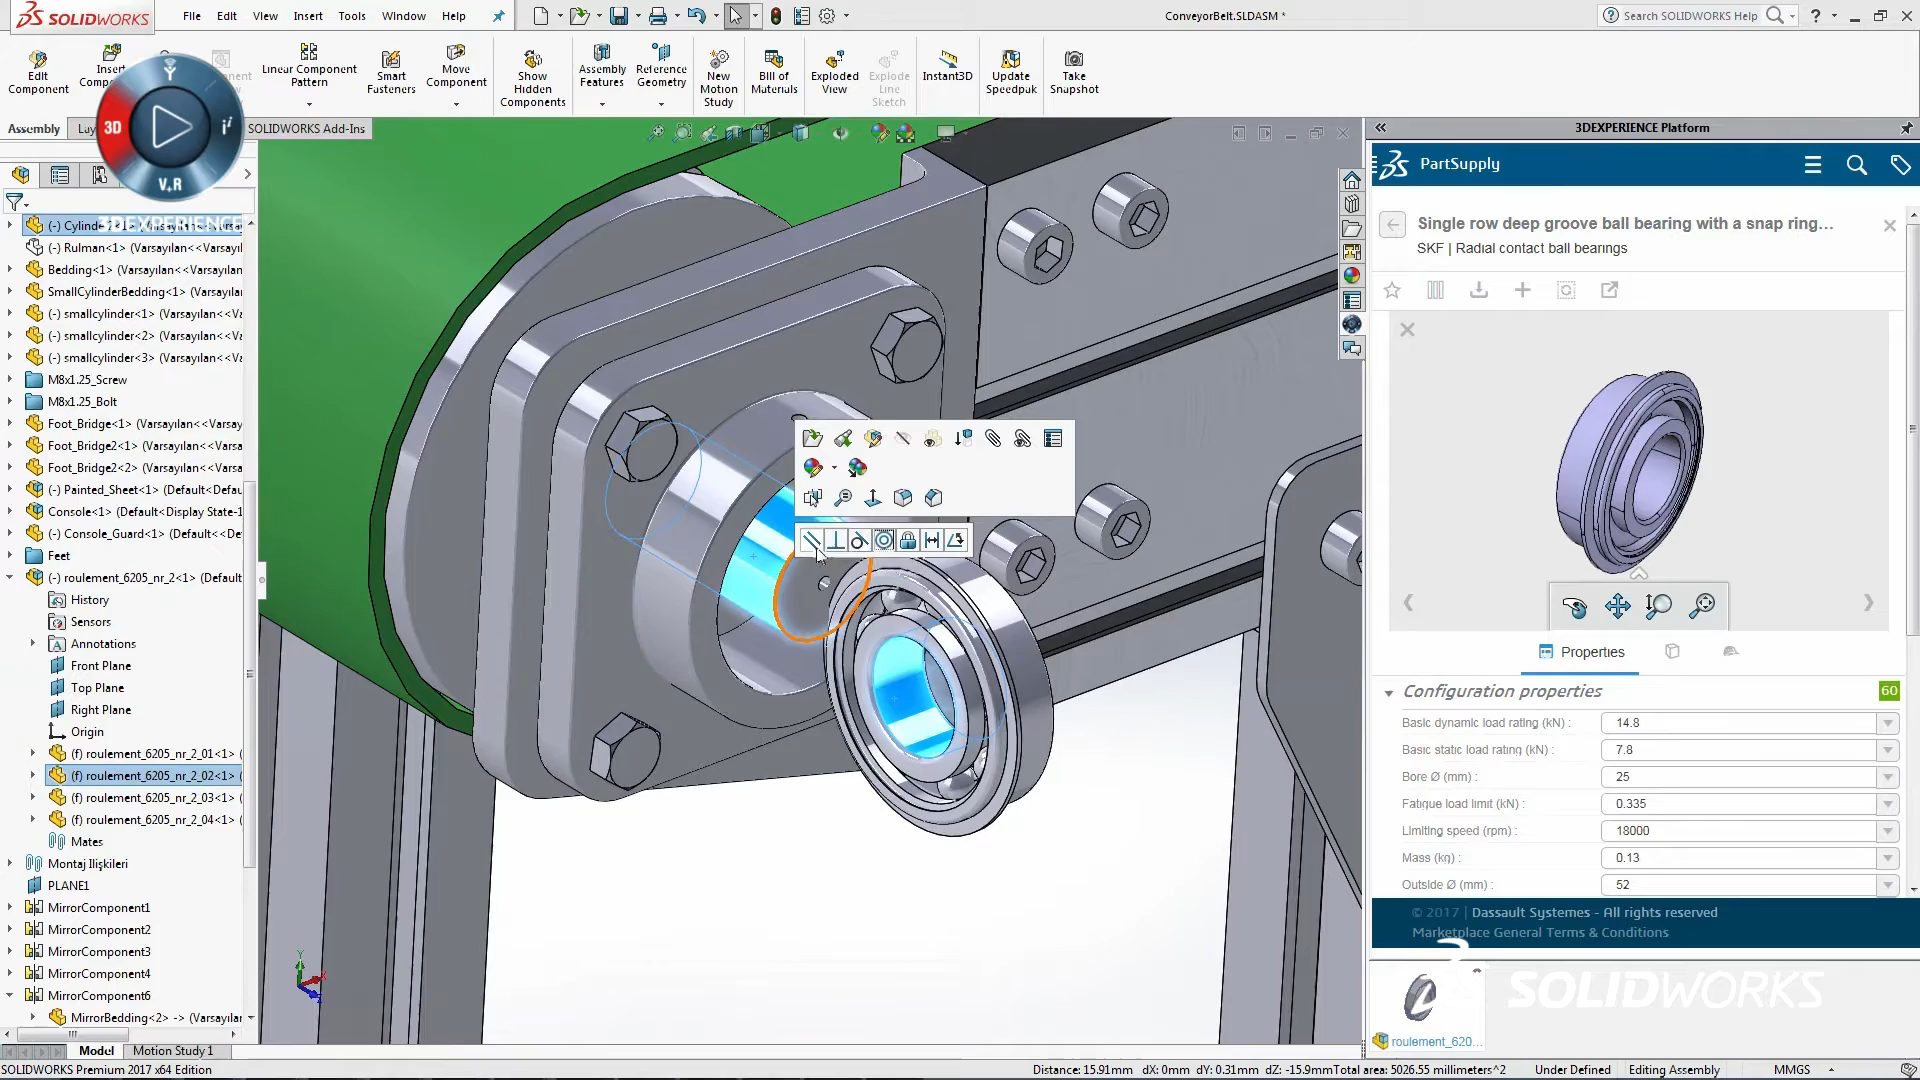 SOLIDWORKS
File Edit View Insert Tools Window Help
ConveyorBelt.SLDASM *
Search SOLIDWORKS Help
Edit Component
Linear Component Pattern
Smart Fasteners
Move Component
Show Hidden Components
Assembly Features
Reference Geometry
New Motion Study
Bill of Materials
Exploded View
Explode Line Sketch
Instant3D
Update Speedpak
Take Snapshot
3D
V,R
3DEXPERIENCE
Assembly
SOLIDWORKS Add-Ins
(-) Rulman<1> (Varsayılan<<Varsayıl
Bedding<1> (Varsayılan<<Varsayılan
SmallCylinderBedding<1> (Varsayılar
(-) smallcylinder<1> (Varsayılan<<Va
(-) smallcylinder<2> (Varsayılan<<Va
(-) smallcylinder<3> (Varsayılan<<Va
M8x1.25_Screw
M8x1.25_Bolt
Foot_Bridge<1> (Varsayılan<<Varsay
Foot_Bridge2<1> (Varsayılan<<Varsa
Foot_Bridge2<2> (Varsayılan<<Varsa
(-) Painted_Sheet<1> (Default<Defau
Console<1> (Default<Display State-1
(-) Console_Guard<1> (Default<<De
Feet
(-) roulement_6205_nr_2<1> (Default
History
Sensors
Annotations
Front Plane
Top Plane
Right Plane
Origin
(f) roulement_6205_nr_2_01<1> (
(f) roulement_6205_nr_2_02<1> (
(f) roulement_6205_nr_2_03<1> (
(f) roulement_6205_nr_2_04<1> (
Mates
Montaj Ilişkileri
PLANE1
MirrorComponent1
MirrorComponent2
MirrorComponent3
MirrorComponent4
MirrorComponent6
MirrorBedding<2> -> (Varsayılar
Model
Motion Study 1
3DEXPERIENCE Platform
PartSupply
Single row deep groove ball bearing with a snap ring...
SKF | Radial contact ball bearings
Properties
Configuration properties 60
Basic dynamic load rating (kN) : 14.8
Basic static load rating (kN) : 7.8
Bore Ø (mm) : 25
Fatigue load limit (kN) : 0.335
Limiting speed (rpm) : 18000
Mass (kg) : 0.13
Outside Ø (mm) : 52
© 2017 | Dassault Systemes - All rights reserved
Marketplace General Terms & Conditions
SOLIDWORKS
roulement_620...
SOLIDWORKS Premium 2017 x64 Edition
Distance: 15.91mm dX: 0mm dY: 0.31mm dZ: -15.9mmTotal area: 5026.55 millimeters^2
Under Defined
Editing Assembly
MMGS